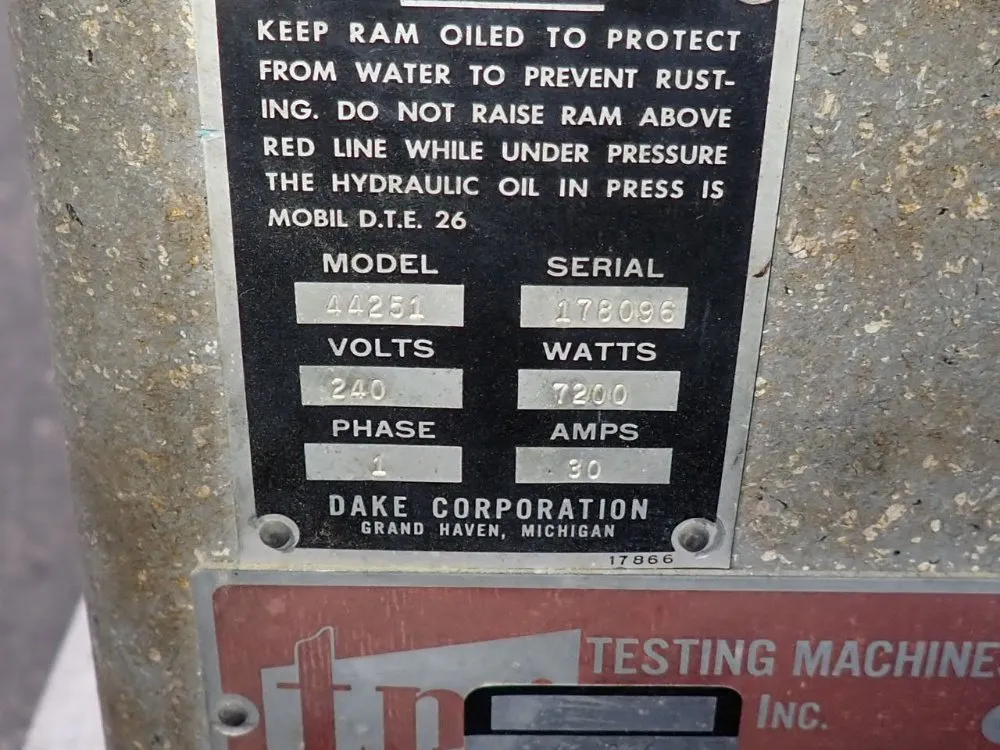 KEEP RAM OILED TO PROTECT
FROM WATER TO PREVENT RUST-
ING. DO NOT RAISE RAM ABOVE
RED LINE WHILE UNDER PRESSURE
THE HYDRAULIC OIL IN PRESS IS
MOBIL D.T.E. 26
MODEL SERIAL
44251 178096
VOLTS WATTS
240 7200
PHASE AMPS
1 30
DAKE CORPORATION
GRAND HAVEN, MICHIGAN
17866
tmi TESTING MACHINE
INC.